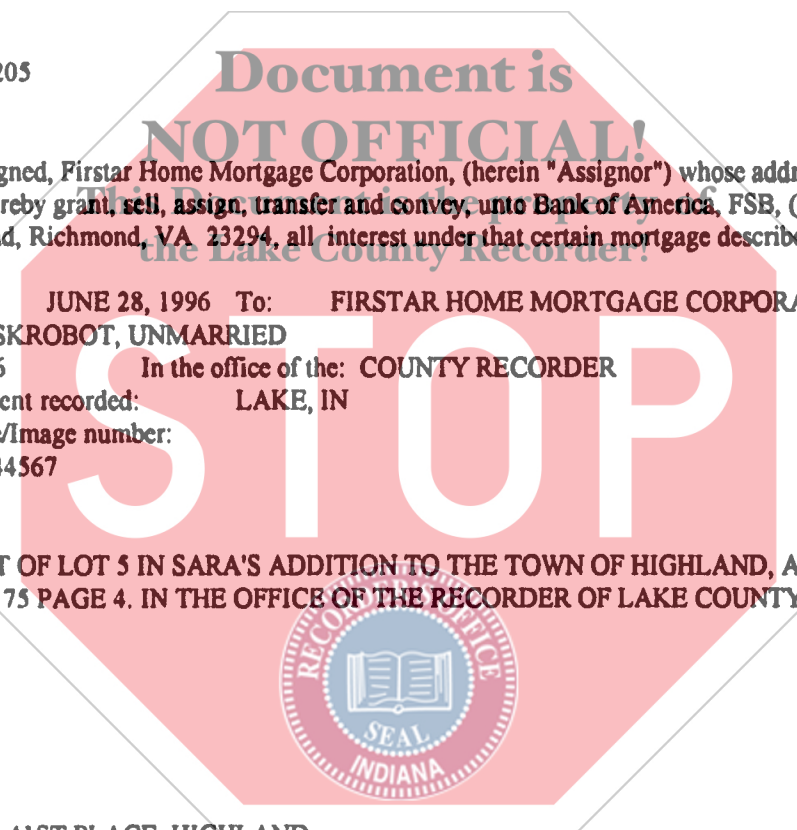 205
Document is
NOT OFFICIAL!
gned, Firstar Home Mortgage Corporation, (herein "Assignor") whose addr
This Document is the property of
reby grant, sell, assign, transfer and convey, unto Bank of America, FSB, (
d, Richmond, VA 23294, all interest under that certain mortgage describe
the Lake County Recorder!
JUNE 28, 1996 To: FIRSTAR HOME MORTGAGE CORPORA
SKROBOT, UNMARRIED
In the office of the: COUNTY RECORDER
ent recorded: LAKE, IN
/Image number:
44567
STOP
T OF LOT 5 IN SARA'S ADDITION TO THE TOWN OF HIGHLAND, A
75 PAGE 4. IN THE OFFICE OF THE RECORDER OF LAKE COUNTY
RECORDER'S OFFICE
SEAL
INDIANA